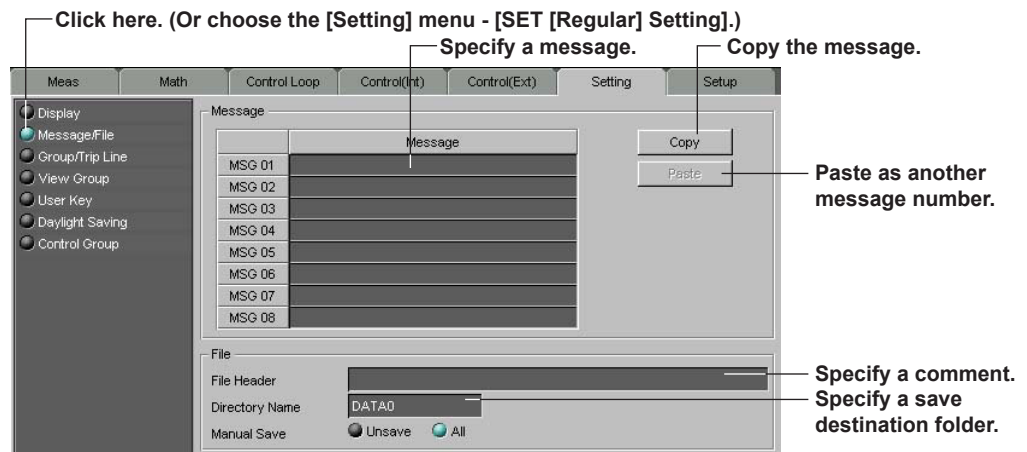 Click here. (Or choose the [Setting] menu - [SET [Regular] Setting].)
Specify a message.
Copy the message.
Meas
Math
Control Loop
Control(Int)
Control(Ext)
Setting
Setup
Display
Message/File
Group/Trip Line
View Group
User Key
Daylight Saving
Control Group
Message
Message
MSG 01
MSG 02
MSG 03
MSG 04
MSG 05
MSG 06
MSG 07
MSG 08
Copy
Paste
Paste as another
message number.
File
File Header
Directory Name
DATA0
Manual Save
Unsave
All
Specify a comment.
Specify a save
destination folder.